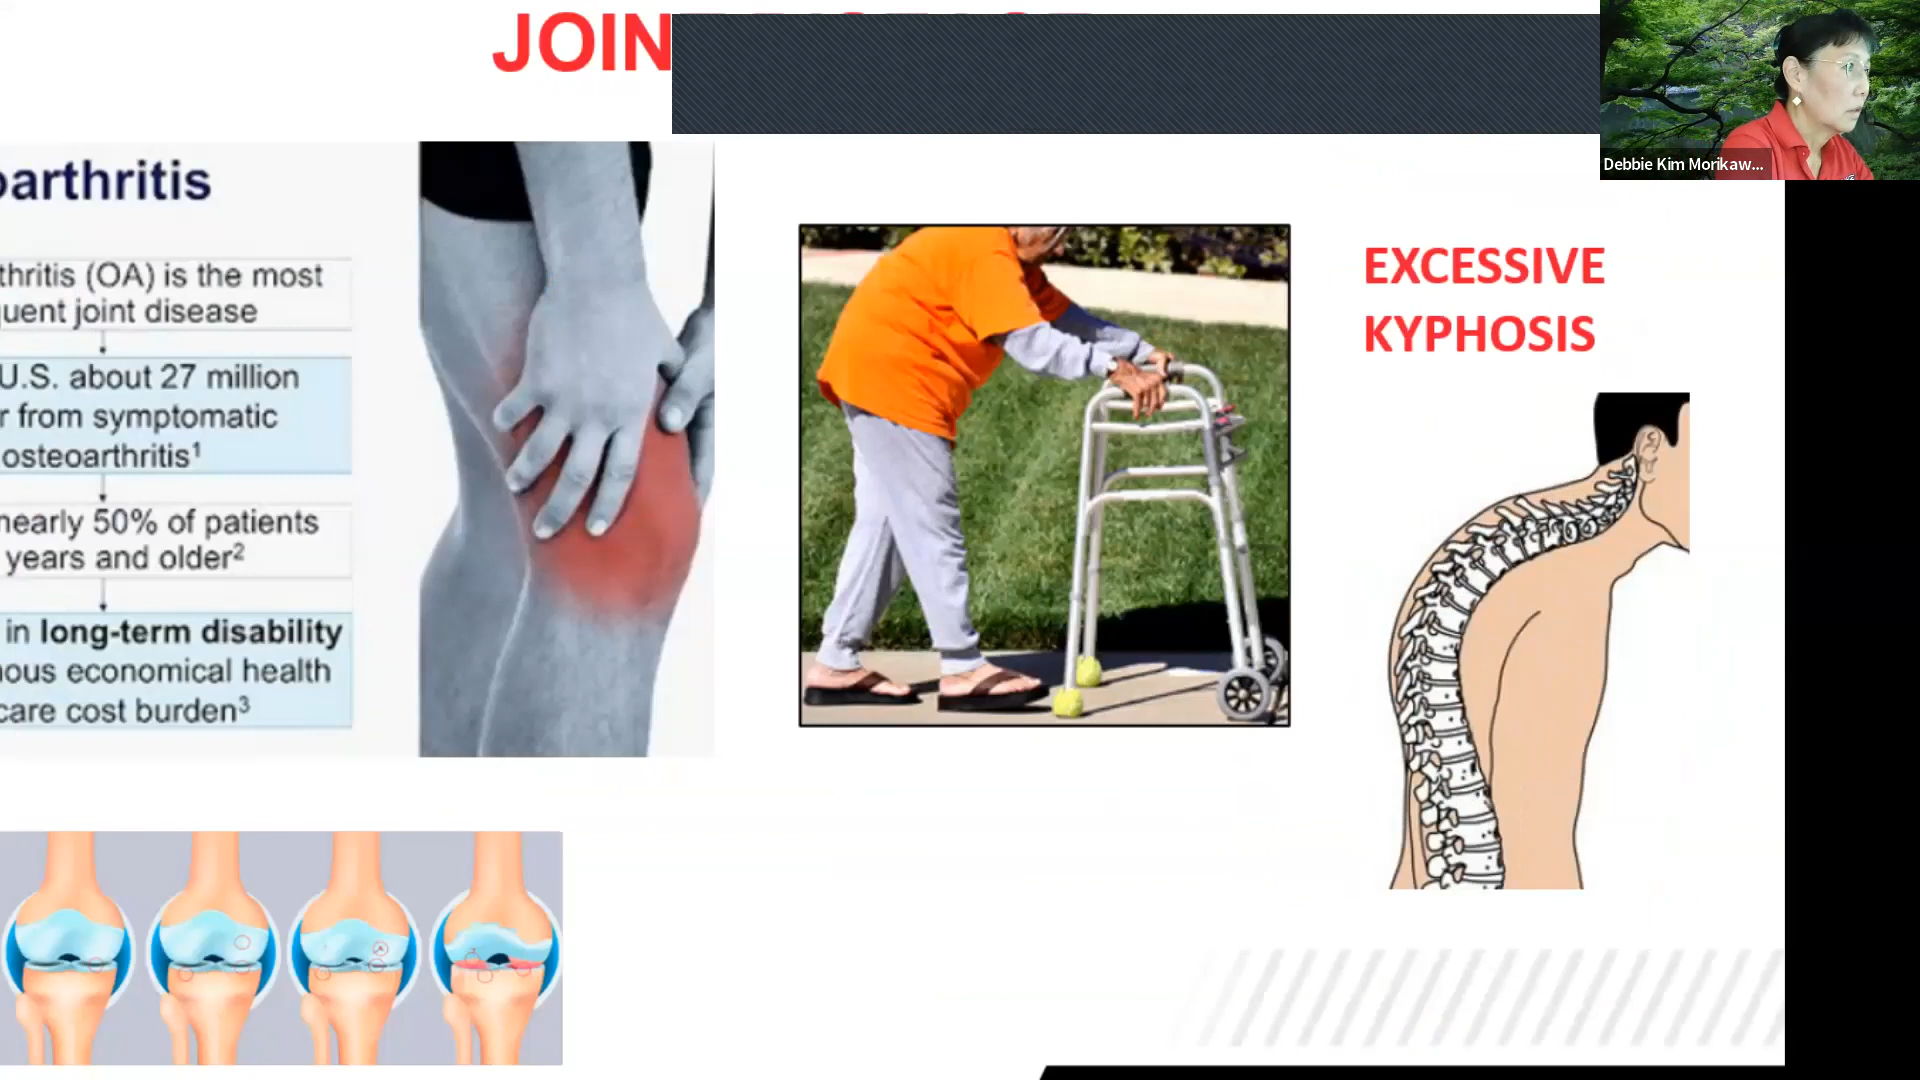 JOIN
Debbie Kim Morikaw...
oarthritis
thritis (OA) is the most
quent joint disease
U.S. about 27 million
r from symptomatic
osteoarthritis¹
nearly 50% of patients
years and older²
in long-term disability
nous economical health
care cost burden³
EXCESSIVE
KYPHOSIS